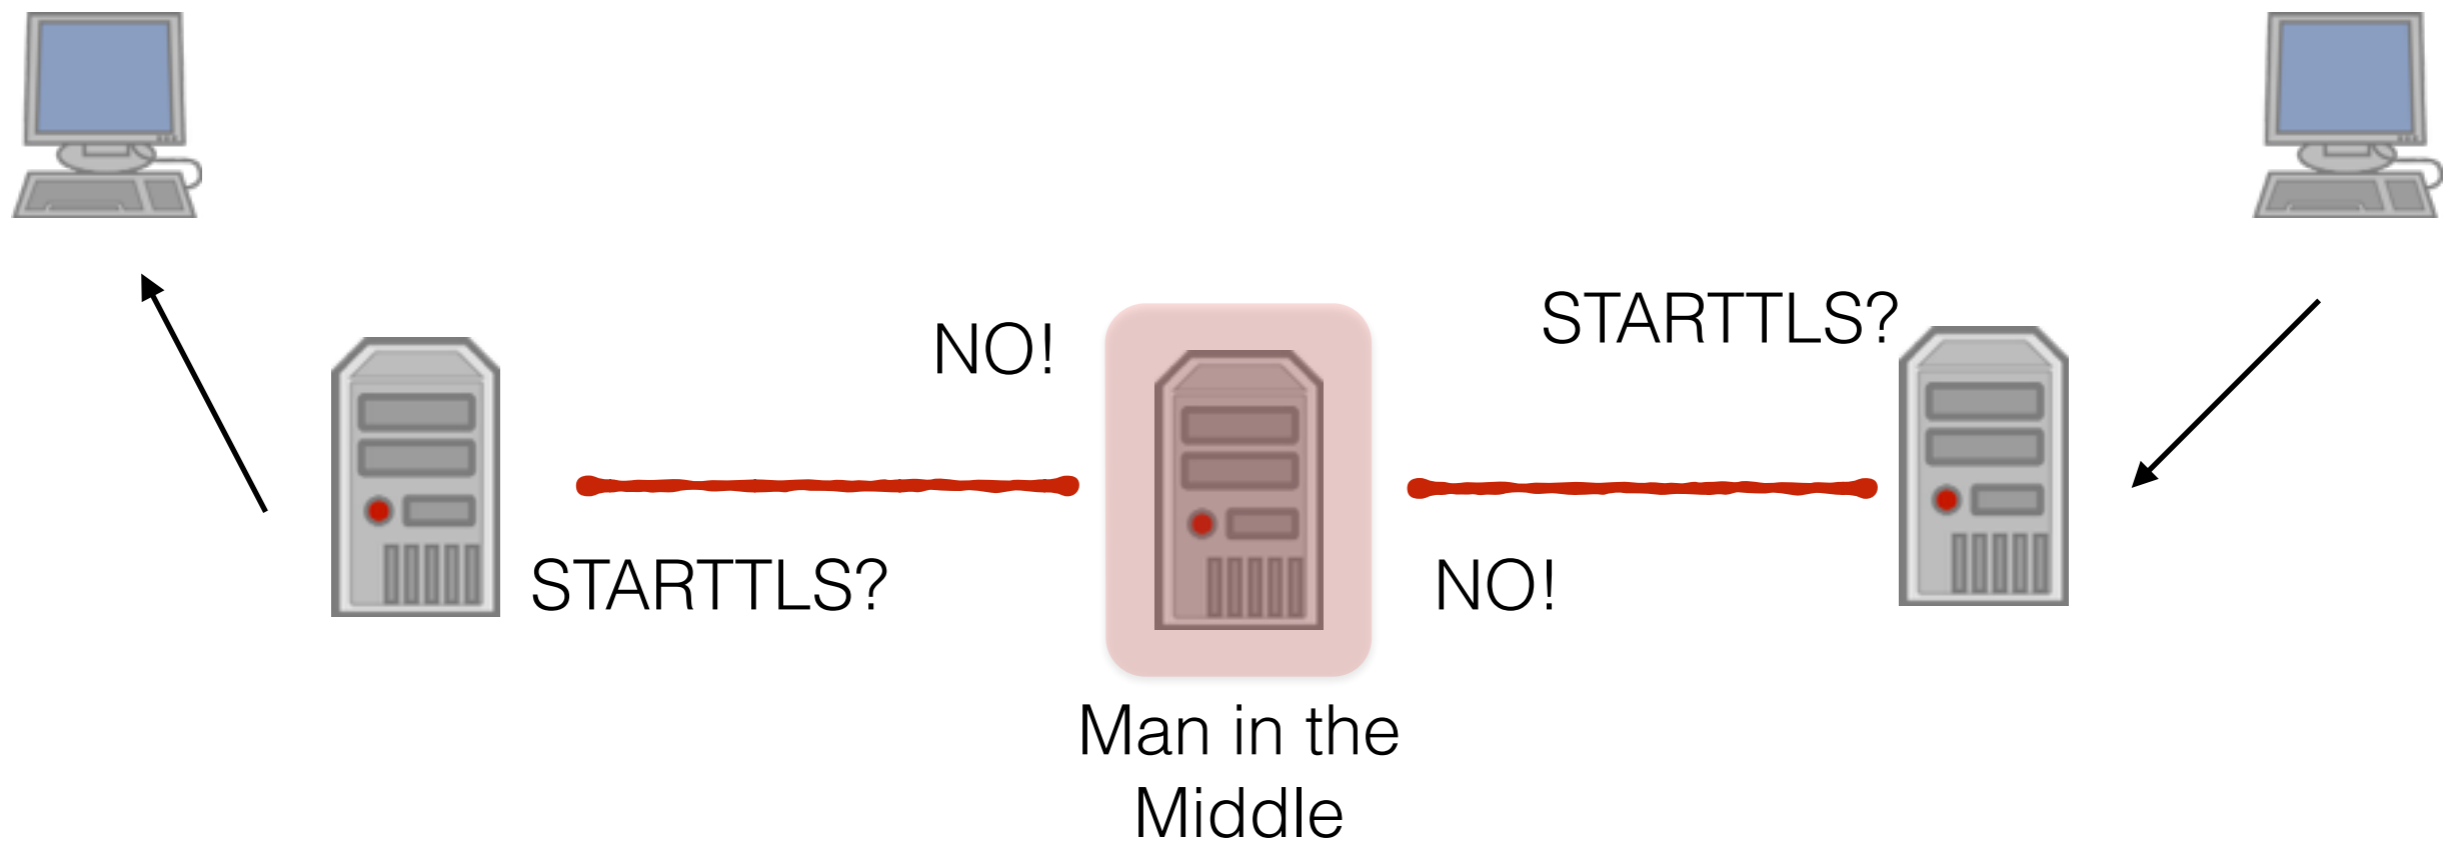 STARTTLS?
NO!
STARTTLS?
NO!
Man in the
Middle